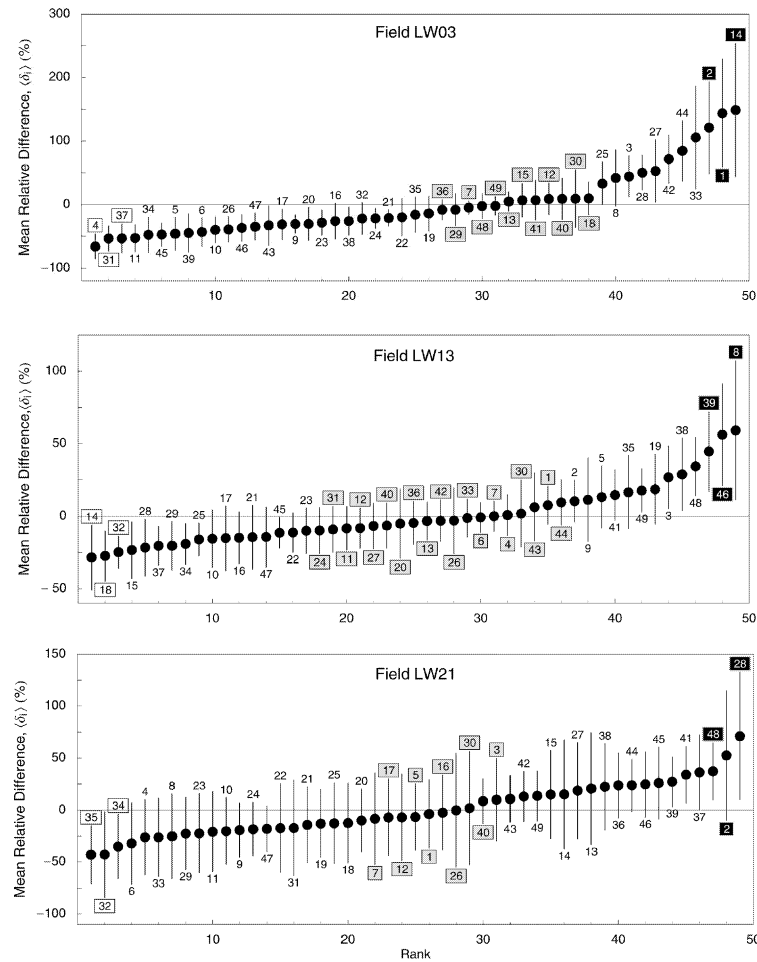 Field LW03
Mean Relative Difference, ⟨δi⟩ (%)
300
200
100
0
−100
4 37 34 5 6 26 47 17 20 16 32 21 35 36 7 49 15 12 30 25 3 27 44 2 14
31 11 45 39 10 46 43 9 23 38 24 22 19 29 48 13 41 40 18 8 28 42 33 1
10 20 30 40 50
Field LW13
Mean Relative Difference,⟨δi⟩ (%)
100
50
0
−50
14 32 28 29 25 17 21 45 23 31 12 40 36 42 33 7 30 1 2 5 35 19 38 39 8
18 15 37 34 10 16 47 22 24 11 27 20 13 26 6 4 43 44 9 41 49 3 48 46
10 20 30 40 50
Field LW21
Mean Relative Difference, ⟨δi⟩ (%)
150
100
50
0
−50
−100
35 34 4 8 23 10 24 22 21 25 20 17 5 16 30 3 42 15 27 38 44 45 41 48 28
32 6 33 29 11 9 47 31 19 18 7 12 1 26 40 43 49 14 13 36 46 39 37 2
10 20 30 40 50
Rank